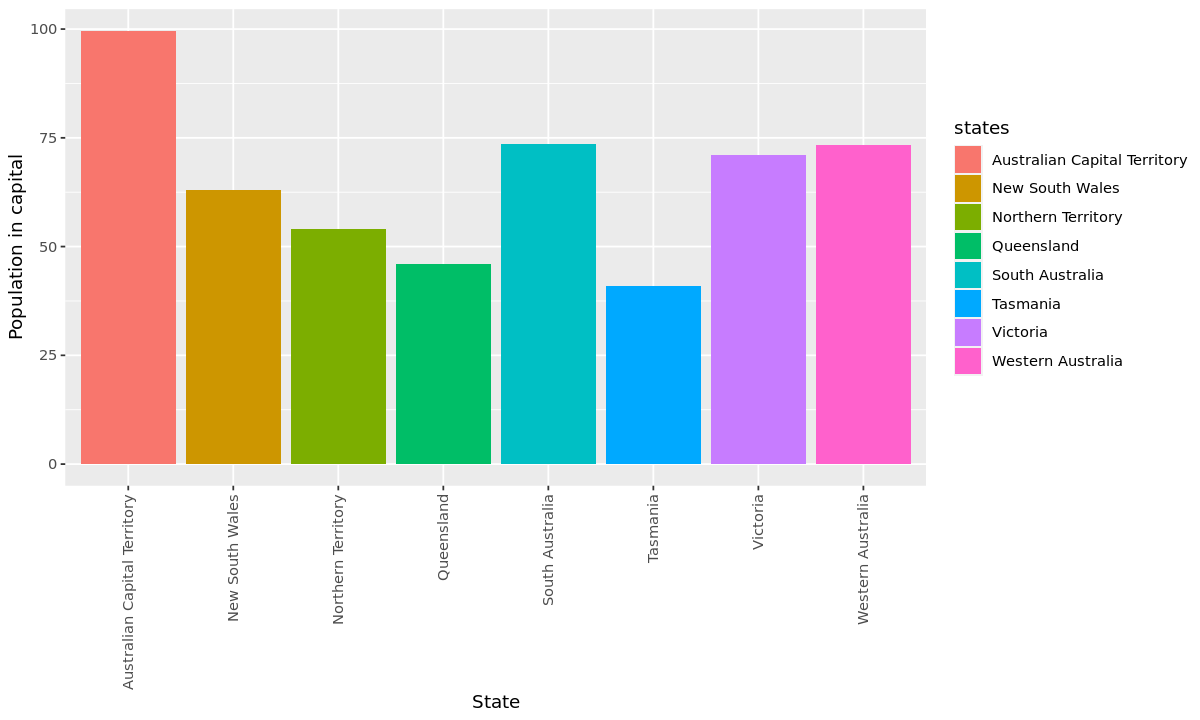 Population in capital
100
75
50
25
0
Australian Capital Territory
New South Wales
Northern Territory
Queensland
South Australia
Tasmania
Victoria
Western Australia
State
states
Australian Capital Territory
New South Wales
Northern Territory
Queensland
South Australia
Tasmania
Victoria
Western Australia